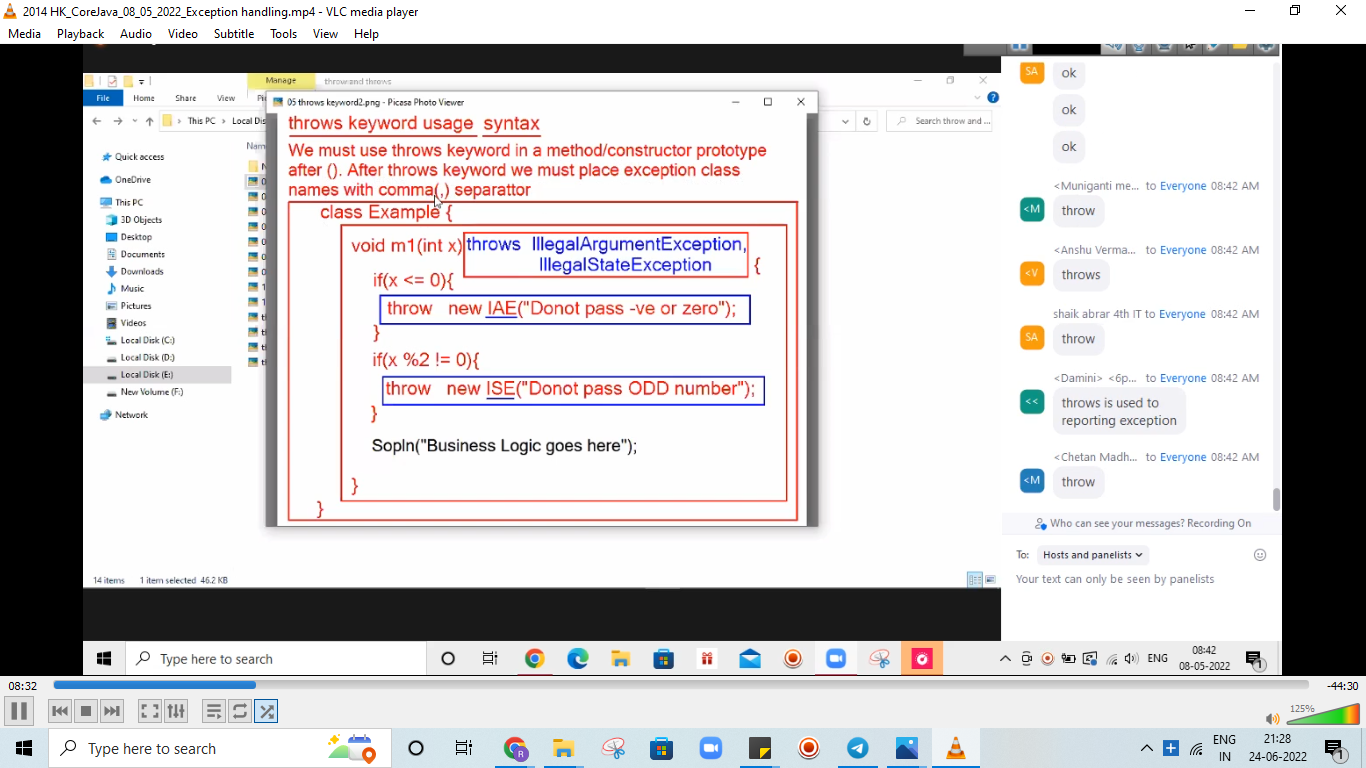 2014 HK_CoreJava_08_05_2022_Exception handling.mp4 - VLC media player
Media Playback Audio Video Subtitle Tools View Help
Manage
throw and throws
File Home Share View
This PC
Search throw and ...
05 throws keyword2.png - Picasa Photo Viewer
Quick access
OneDrive
This PC
3D Objects
Desktop
Documents
Downloads
Music
Pictures
Videos
Local Disk (C:)
Local Disk (D:)
Local Disk (E:)
New Volume (F:)
Network
throws keyword usage syntax
We must use throws keyword in a method/constructor prototype
after (). After throws keyword we must place exception class
names with comma(,) separattor
class Example {
void m1(int x) throws IllegalArgumentException,
IllegalStateException
{
if(x <= 0){
throw new IAE("Donot pass -ve or zero");
}
if(x %2 != 0){
throw new ISE("Donot pass ODD number");
}
Sopln("Business Logic goes here");
}
}
14 items 1 item selected 46.2 KB
SA ok
ok
ok
<Muniganti me... to Everyone 08:42 AM
<M throw
<Anshu Verma... to Everyone 08:42 AM
<V throws
shaik abrar 4th IT to Everyone 08:42 AM
SA throw
<Damini> <6p... to Everyone 08:42 AM
<< throws is used to
reporting exception
<Chetan Madh... to Everyone 08:42 AM
<M throw
Who can see your messages? Recording On
To: Hosts and panelists
Your text can only be seen by panelists
Type here to search
ENG
08:42
08-05-2022
1
08:32
-44:30
125%
Type here to search
ENG
IN
21:28
24-06-2022
1